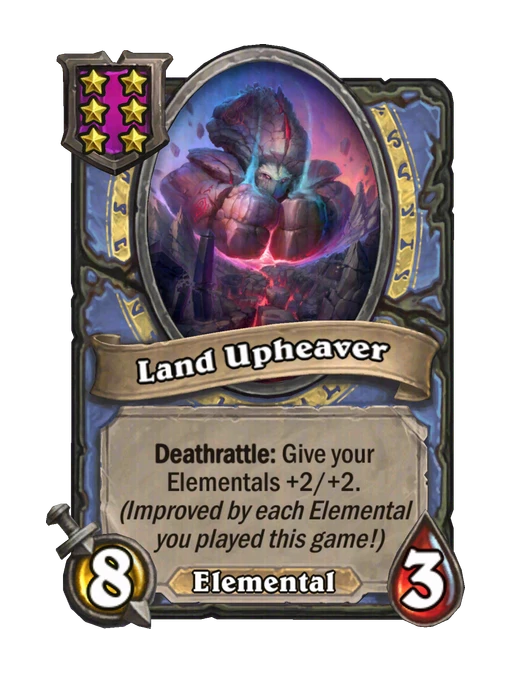 Land Upheaver
Deathrattle: Give your
Elementals +2/+2.
(Improved by each Elemental
you played this game!)
8
Elemental
3